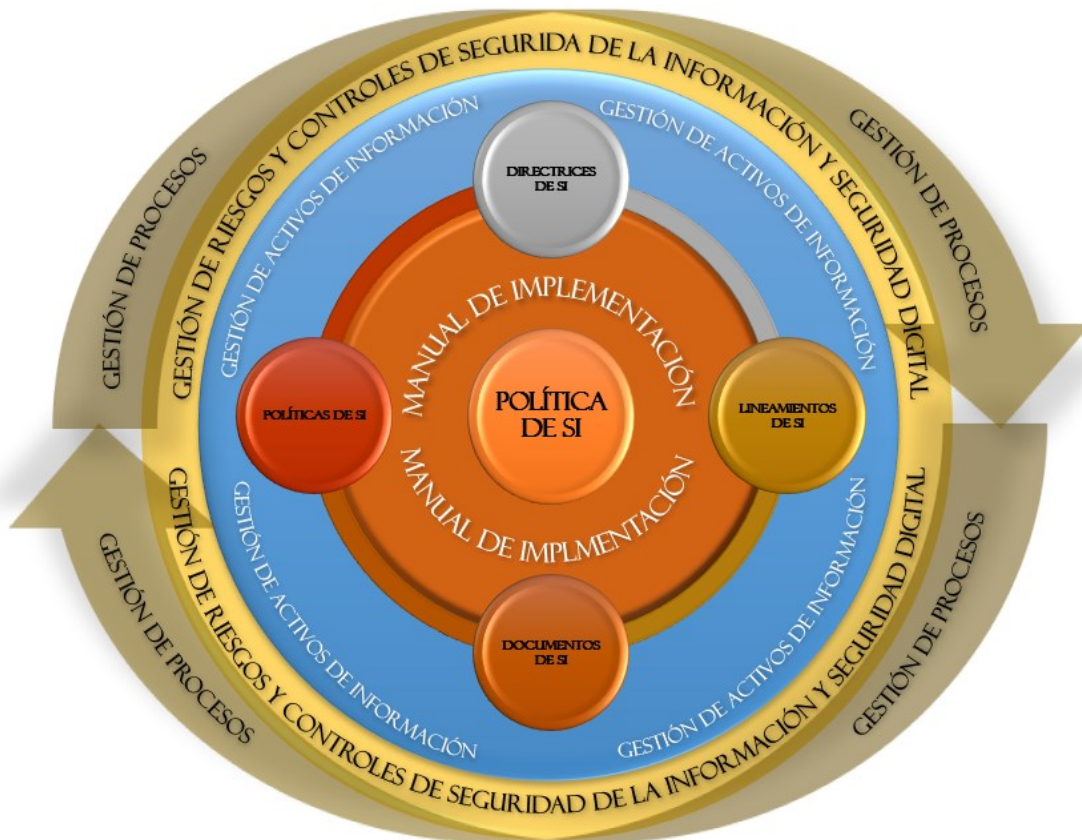 GESTIÓN DE PROCESOS
GESTIÓN DE PROCESOS
GESTIÓN DE RIESGOS Y CONTROLES DE SEGURIDA DE LA INFORMACIÓN Y SEGURIDAD DIGITAL
GESTIÓN DE ACTIVOS DE INFORMACIÓN
GESTIÓN DE ACTIVOS DE INFORMACIÓN
DIRECTRICES
DE SI
MANUAL DE IMPLEMENTACIÓN
POLÍTICAS DE SI
POLÍTICA
DE SI
LINEAMIENTOS
DE SI
MANUAL DE IMPLMENTACIÓN
DOCUMENTOS
DE SI
GESTIÓN DE ACTIVOS DE INFORMACIÓN
GESTIÓN DE ACTIVOS DE INFORMACIÓN
GESTIÓN DE RIESGOS Y CONTROLES DE SEGURIDAD DE LA INFORMACIÓN Y SEGURIDAD DIGITAL
GESTIÓN DE PROCESOS
GESTIÓN DE PROCESOS